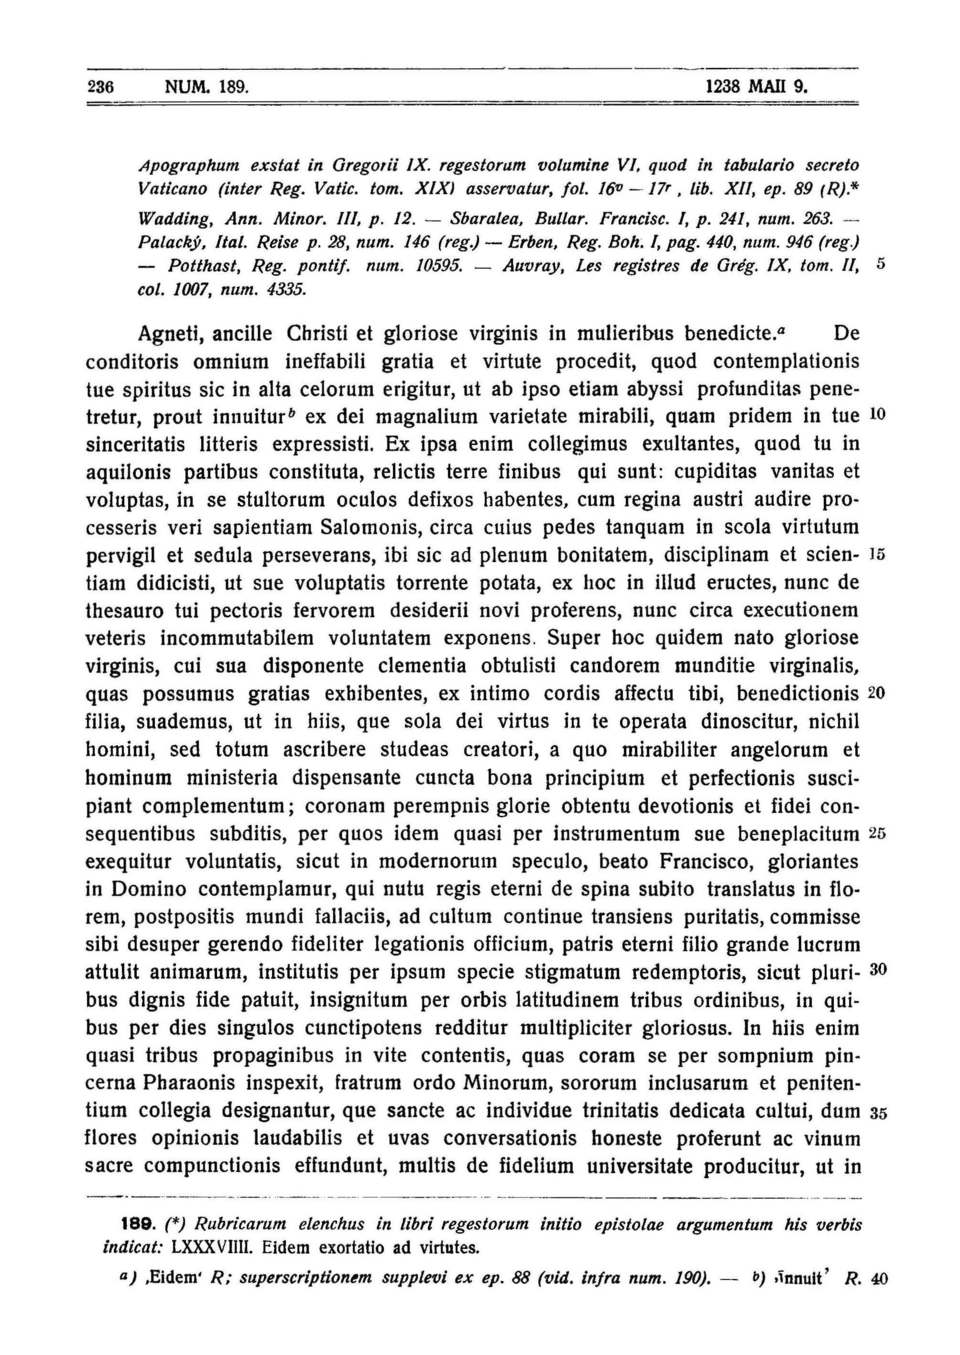 236 NUM. 189. 1238 MAII 9.
Apographum exstat in Gregorii IX. regestorum volumine VI, quod in tabulario secreto
Vaticano (inter Reg. Vatic. tom. XIX) asservatur, fol. 16v — 17r , lib. XII, ep. 89 (R).*
Wadding, Ann. Minor. III, p. 12. — Sbaralea, Bullar. Francisc. I, p. 241, num. 263. —
Palacký, Ital. Reise p. 28, num. 146 (reg.) — Erben, Reg. Boh. I, pag. 440, num. 946 (reg.)
— Potthast, Reg. pontif. num. 10595. — Auvray, Les registres de Grég. IX, tom. II, 5
col. 1007, num. 4335.
Agneti, ancille Christi et gloriose virginis in mulieribus benedicte.a De
conditoris omnium ineffabili gratia et virtute procedit, quod contemplationis
tue spiritus sic in alta celorum erigitur, ut ab ipso etiam abyssi profunditas pene-
tretur, prout innuitur b ex dei magnalium varietate mirabili, quam pridem in tue 10
sinceritatis litteris expressisti. Ex ipsa enim collegimus exultantes, quod tu in
aquilonis partibus constituta, relictis terre finibus qui sunt: cupiditas vanitas et
voluptas, in se stultorum oculos defixos habentes, cum regina austri audire pro-
cesseris veri sapientiam Salomonis, circa cuius pedes tanquam in scola virtutum
pervigil et sedula perseverans, ibi sic ad plenum bonitatem, disciplinam et scien- 15
tiam didicisti, ut sue voluptatis torrente potata, ex hoc in illud eructes, nunc de
thesauro tui pectoris fervorem desiderii novi proferens, nunc circa executionem
veteris incommutabilem voluntatem exponens. Super hoc quidem nato gloriose
virginis, cui sua disponente clementia obtulisti candorem munditie virginalis,
quas possumus gratias exhibentes, ex intimo cordis affectu tibi, benedictionis 20
filia, suademus, ut in hiis, que sola dei virtus in te operata dinoscitur, nichil
homini, sed totum ascribere studeas creatori, a quo mirabiliter angelorum et
hominum ministeria dispensante cuncta bona principium et perfectionis susci-
piant complementum; coronam perempnis glorie obtentu devotionis et fidei con-
sequentibus subditis, per quos idem quasi per instrumentum sue beneplacitum 25
exequitur voluntatis, sicut in modernorum speculo, beato Francisco, gloriantes
in Domino contemplamur, qui nutu regis eterni de spina subito translatus in flo-
rem, postpositis mundi fallaciis, ad cultum continue transiens puritatis, commisse
sibi desuper gerendo fideliter legationis officium, patris eterni filio grande lucrum
attulit animarum, institutis per ipsum specie stigmatum redemptoris, sicut pluri- 30
bus dignis fide patuit, insignitum per orbis latitudinem tribus ordinibus, in qui-
bus per dies singulos cunctipotens redditur multipliciter gloriosus. In hiis enim
quasi tribus propaginibus in vite contentis, quas coram se per sompnium pin-
cerna Pharaonis inspexit, fratrum ordo Minorum, sororum inclusarum et peniten-
tium collegia designantur, que sancte ac individue trinitatis dedicata cultui, dum 35
flores opinionis laudabilis et uvas conversationis honeste proferunt ac vinum
sacre compunctionis effundunt, multis de fidelium universitate producitur, ut in
189. (*) Rubricarum elenchus in libri regestorum initio epistolae argumentum his verbis
indicat: LXXXVIIII. Eidem exortatio ad virtutes.
a) ‚Eidem‘ R; superscriptionem supplevi ex ep. 88 (vid. infra num. 190). — b) ‚īnnuit’ R. 40